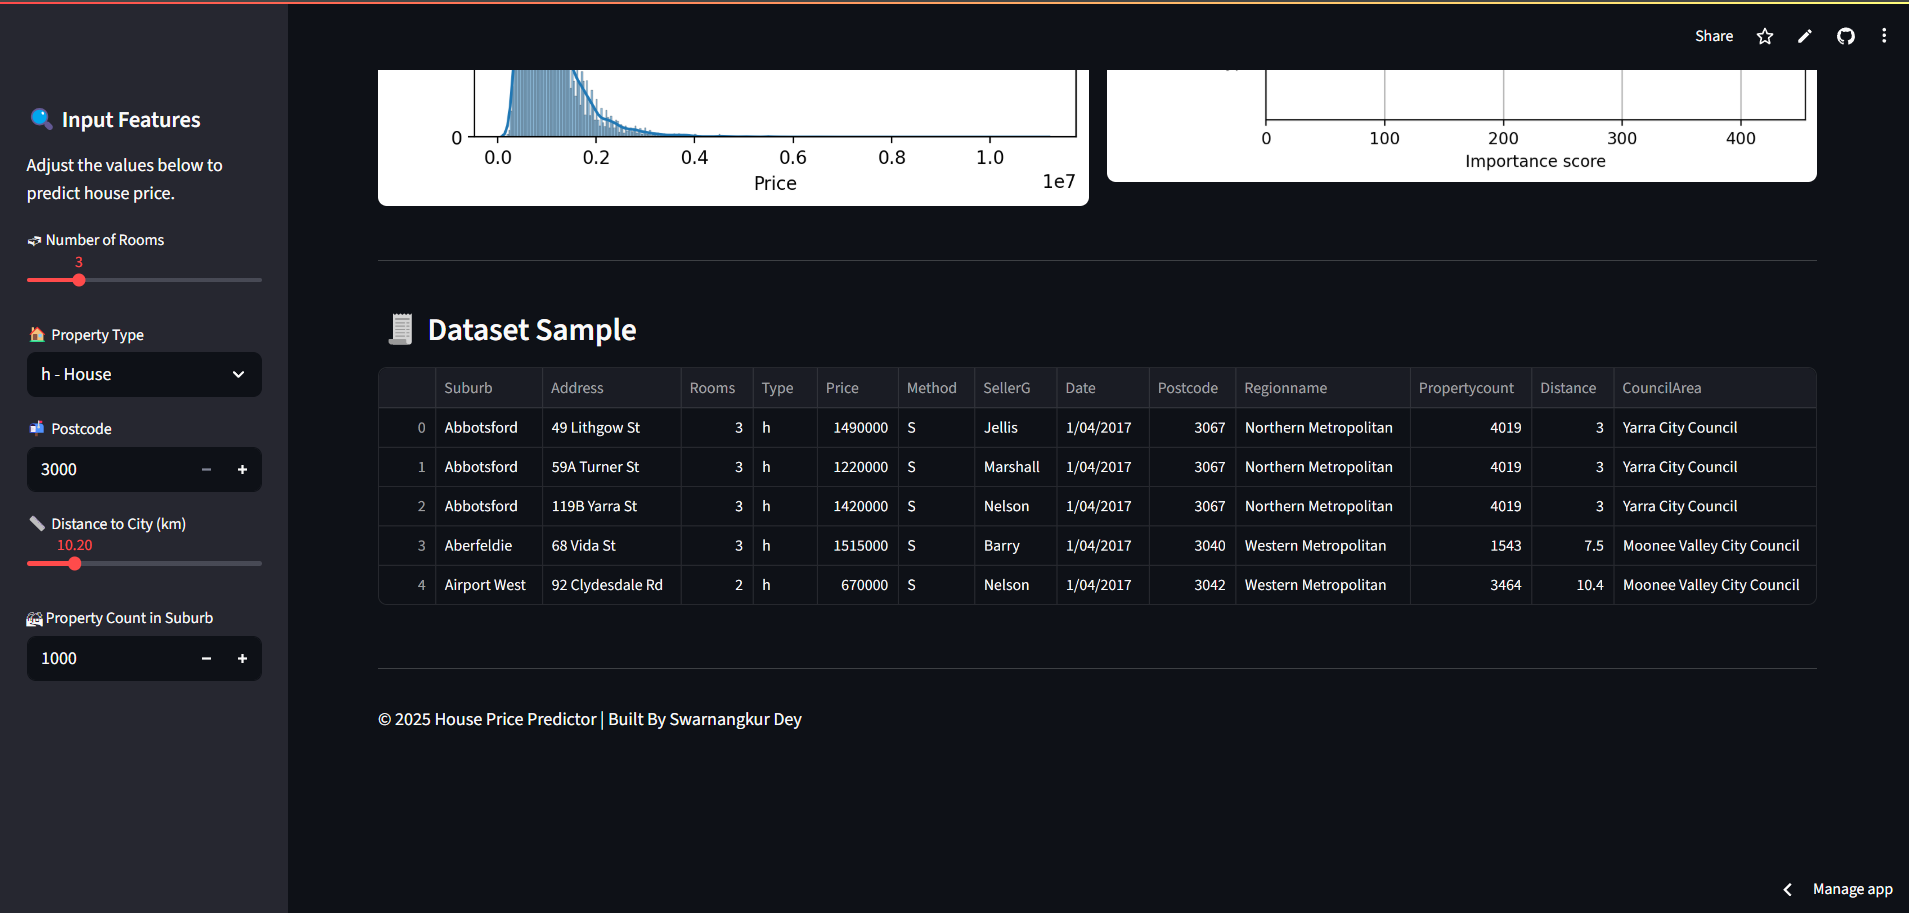 Share
Input Features
Adjust the values below to
predict house price.
Number of Rooms
3
Property Type
h - House
Postcode
3000
Distance to City (km)
10.20
Property Count in Suburb
1000
0
0.0 0.2 0.4 0.6 0.8 1.0
Price
1e7
0 100 200 300 400
Importance score
Dataset Sample
Suburb Address Rooms Type Price Method SellerG Date Postcode Regionname Propertycount Distance CouncilArea
0 Abbotsford 49 Lithgow St 3 h 1490000 S Jellis 1/04/2017 3067 Northern Metropolitan 4019 3 Yarra City Council
1 Abbotsford 59A Turner St 3 h 1220000 S Marshall 1/04/2017 3067 Northern Metropolitan 4019 3 Yarra City Council
2 Abbotsford 119B Yarra St 3 h 1420000 S Nelson 1/04/2017 3067 Northern Metropolitan 4019 3 Yarra City Council
3 Aberfeldie 68 Vida St 3 h 1515000 S Barry 1/04/2017 3040 Western Metropolitan 1543 7.5 Moonee Valley City Council
4 Airport West 92 Clydesdale Rd 2 h 670000 S Nelson 1/04/2017 3042 Western Metropolitan 3464 10.4 Moonee Valley City Council
© 2025 House Price Predictor | Built By Swarnangkur Dey
Manage app